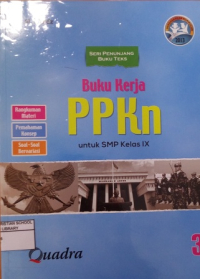 SERI PENUNJANG
BUKU TEKS
Buku Kerja
PPKn
Rangkuman
Materi
Pemahaman
Konsep
Soal-Soal
Bervariasi
untuk SMP Kelas IX
3
LIBRARY
Quadra